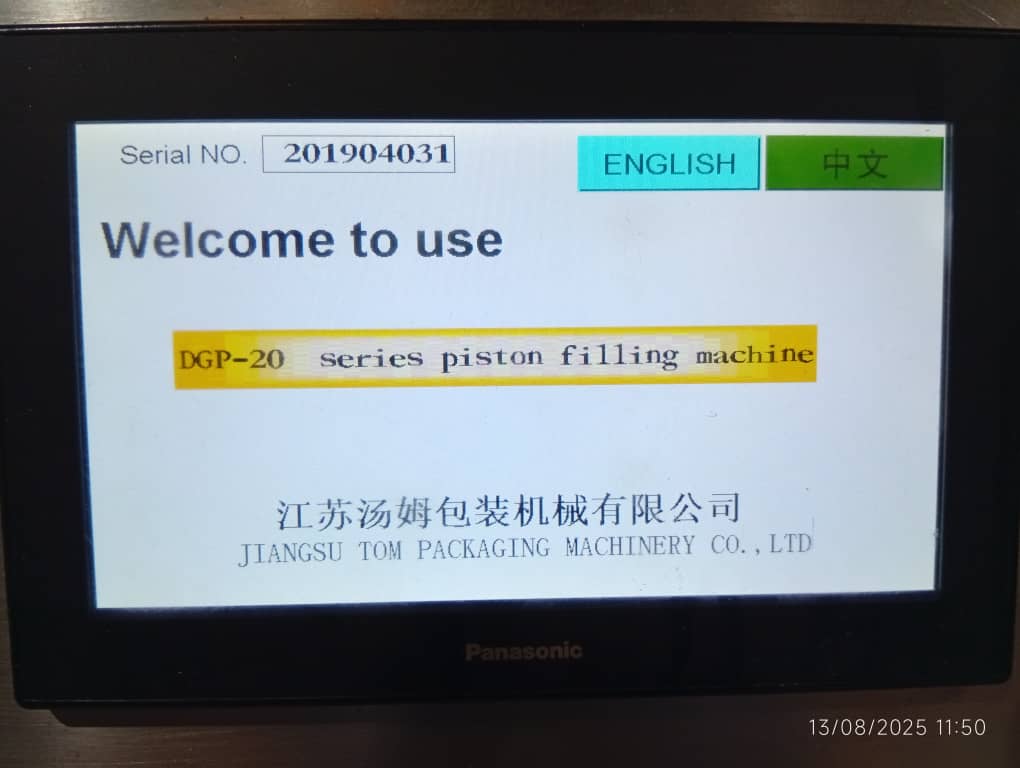 Serial NO. 201904031 ENGLISH 中文
Welcome to use
DGP-20 series piston filling machine
江苏汤姆包装机械有限公司
JIANGSU TOM PACKAGING MACHINERY CO.,LTD
Panasonic
13/08/2025 11:50